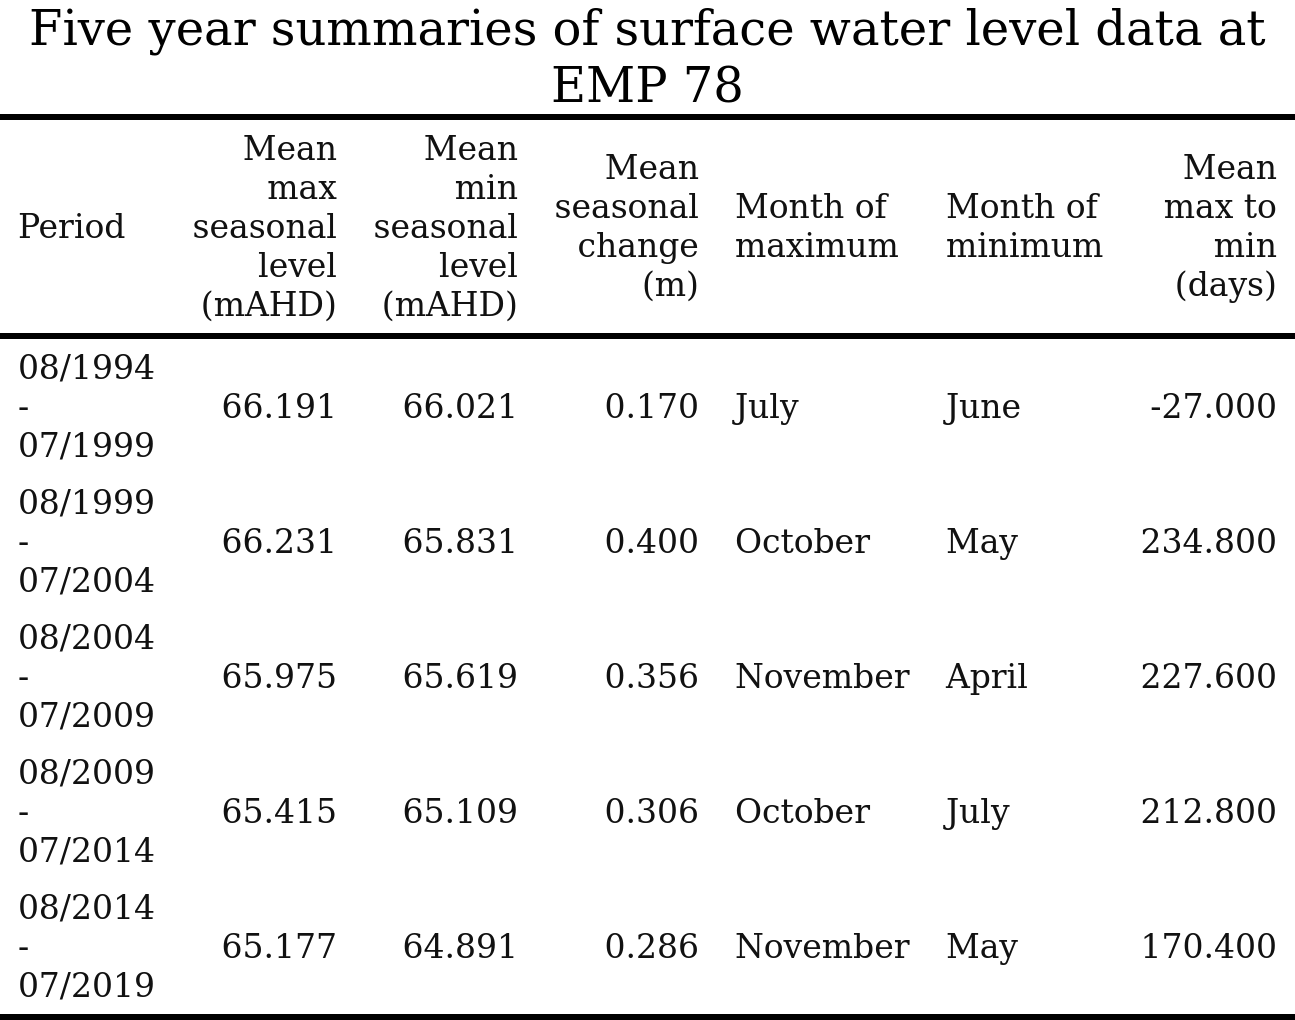 Five year summaries of surface water level data at
EMP 78
Period
Mean
max
seasonal
level
(mAHD)
Mean
min
seasonal
level
(mAHD)
Mean
seasonal
change
(m)
Month of
maximum
Month of
minimum
Mean
max to
min
(days)
08/1994
-
07/1999
66.191
66.021
0.170
July
June
-27.000
08/1999
-
07/2004
66.231
65.831
0.400
October
May
234.800
08/2004
-
07/2009
65.975
65.619
0.356
November
April
227.600
08/2009
-
07/2014
65.415
65.109
0.306
October
July
212.800
08/2014
-
07/2019
65.177
64.891
0.286
November
May
170.400